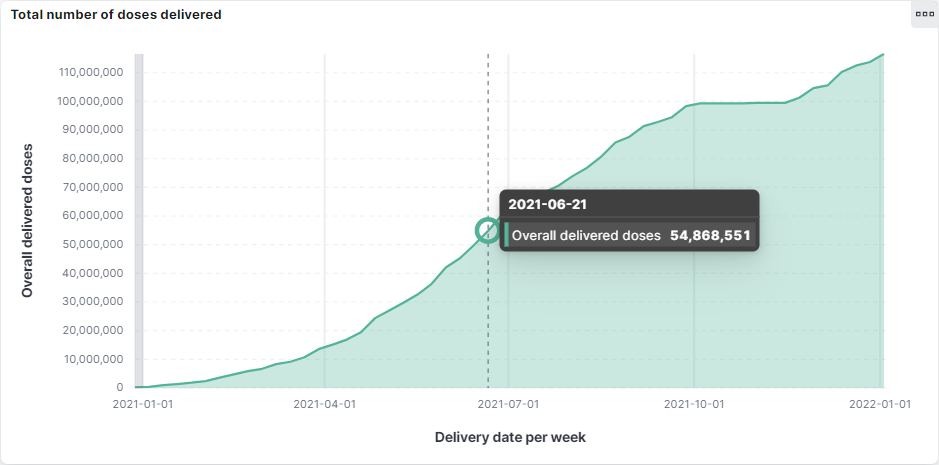 Total number of doses delivered
110,000,000
100,000,000
90,000,000
80,000,000
70,000,000
60,000,000
50,000,000
40,000,000
30,000,000
20,000,000
10,000,000
0
Overall delivered doses
2021-06-21
Overall delivered doses 54,868,551
2021-01-01 2021-04-01 2021-07-01 2021-10-01 2022-01-01
Delivery date per week